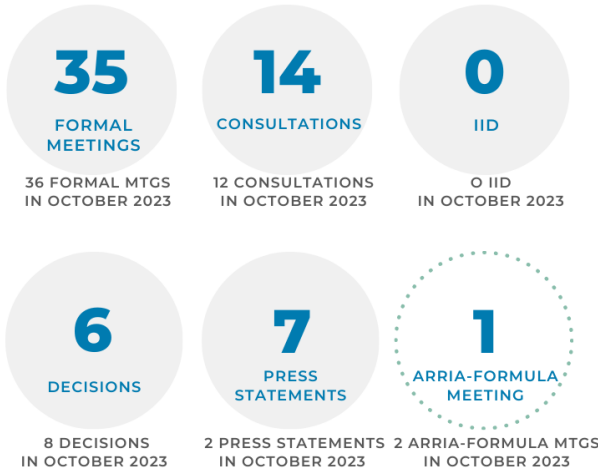 35
FORMAL
MEETINGS
36 FORMAL MTGS
IN OCTOBER 2023
14
CONSULTATIONS
12 CONSULTATIONS
IN OCTOBER 2023
0
IID
O IID
IN OCTOBER 2023
6
DECISIONS
8 DECISIONS
IN OCTOBER 2023
7
PRESS
STATEMENTS
2 PRESS STATEMENTS
IN OCTOBER 2023
1
ARRIA-FORMULA
MEETING
2 ARRIA-FORMULA MTGS
IN OCTOBER 2023